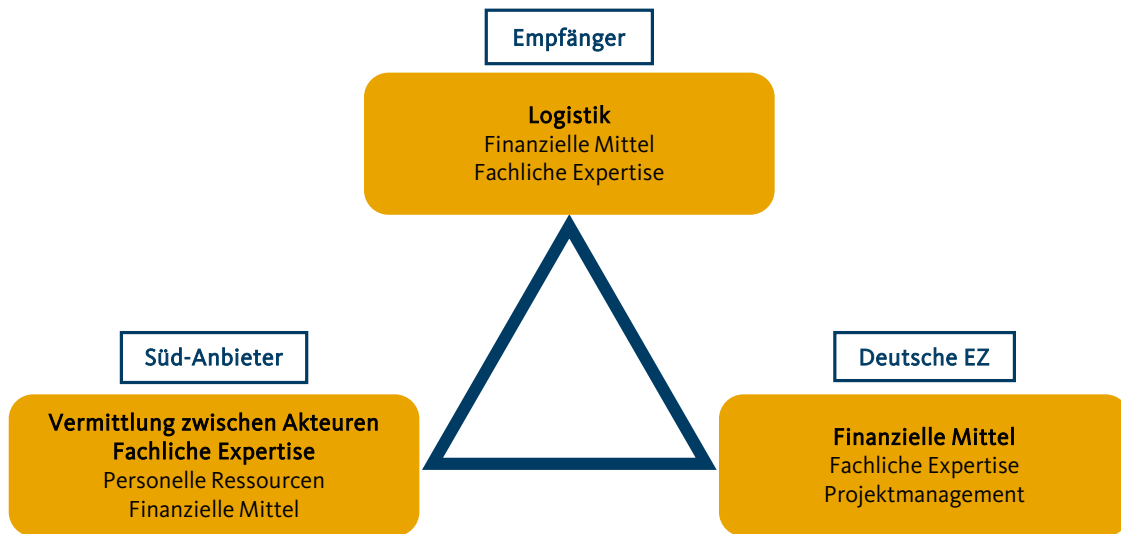 Empfänger
Logistik
Finanzielle Mittel
Fachliche Expertise
Süd-Anbieter
Vermittlung zwischen Akteuren
Fachliche Expertise
Personelle Ressourcen
Finanzielle Mittel
Deutsche EZ
Finanzielle Mittel
Fachliche Expertise
Projektmanagement